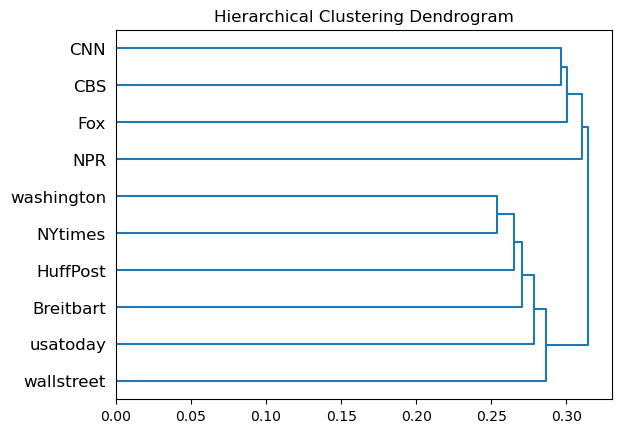 Hierarchical Clustering Dendrogram
CNN
CBS
Fox
NPR
washington
NYtimes
HuffPost
Breitbart
usatoday
wallstreet
0.00 0.05 0.10 0.15 0.20 0.25 0.30